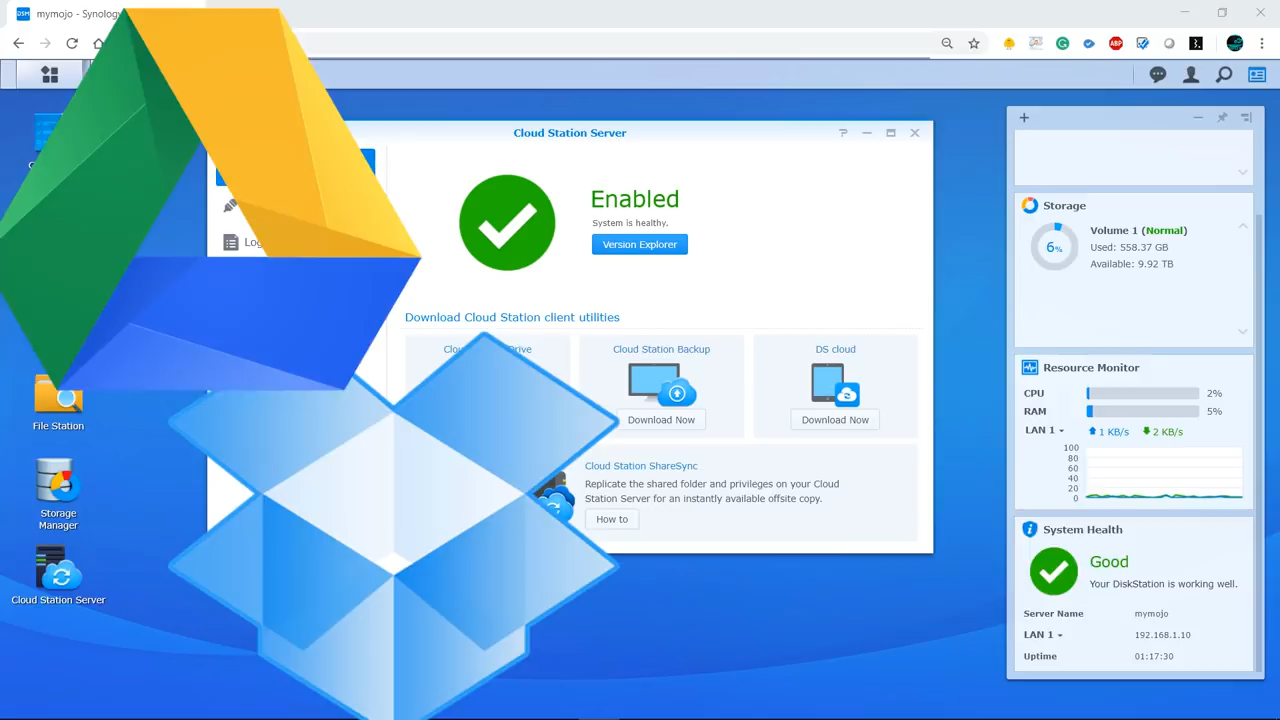 DSM mymojo - Synology
Cloud Station Server
Enabled
System is healthy.
Version Explorer
Log
Download Cloud Station client utilities
Drive
Cloud Station Backup
DS cloud
Download Now
Download Now
Cloud Station ShareSync
Replicate the shared folder and privileges on your Cloud
Station Server for an instantly available offsite copy.
How to
File Station
Storage
Manager
Cloud Station Server
ABP
Storage
6%
Volume 1 (Normal)
Used: 558.37 GB
Available: 9.92 TB
Resource Monitor
CPU 2%
RAM 5%
LAN 1 1 KB/s 2 KB/s
100
80
60
40
20
0
System Health
Good
Your DiskStation is working well.
Server Name mymojo
LAN 1 192.168.1.10
Uptime 01:17:30